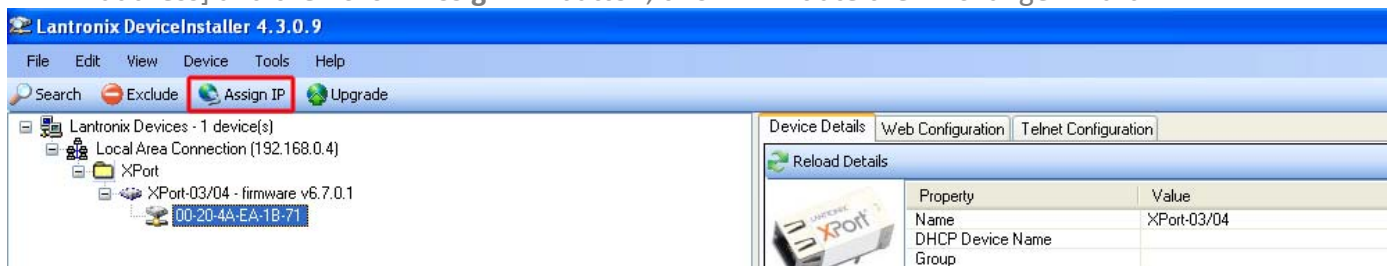 Lantronix DeviceInstaller 4.3.0.9
File Edit View Device Tools Help
Search Exclude Assign IP Upgrade
Lantronix Devices - 1 device(s)
Local Area Connection (192.168.0.4)
XPort
XPort-03/04 - firmware v6.7.0.1
00-20-4A-EA-1B-71
Device Details Web Configuration Telnet Configuration
Reload Details
LANTRONIX
XPort
Property Value
Name XPort-03/04
DHCP Device Name
Group